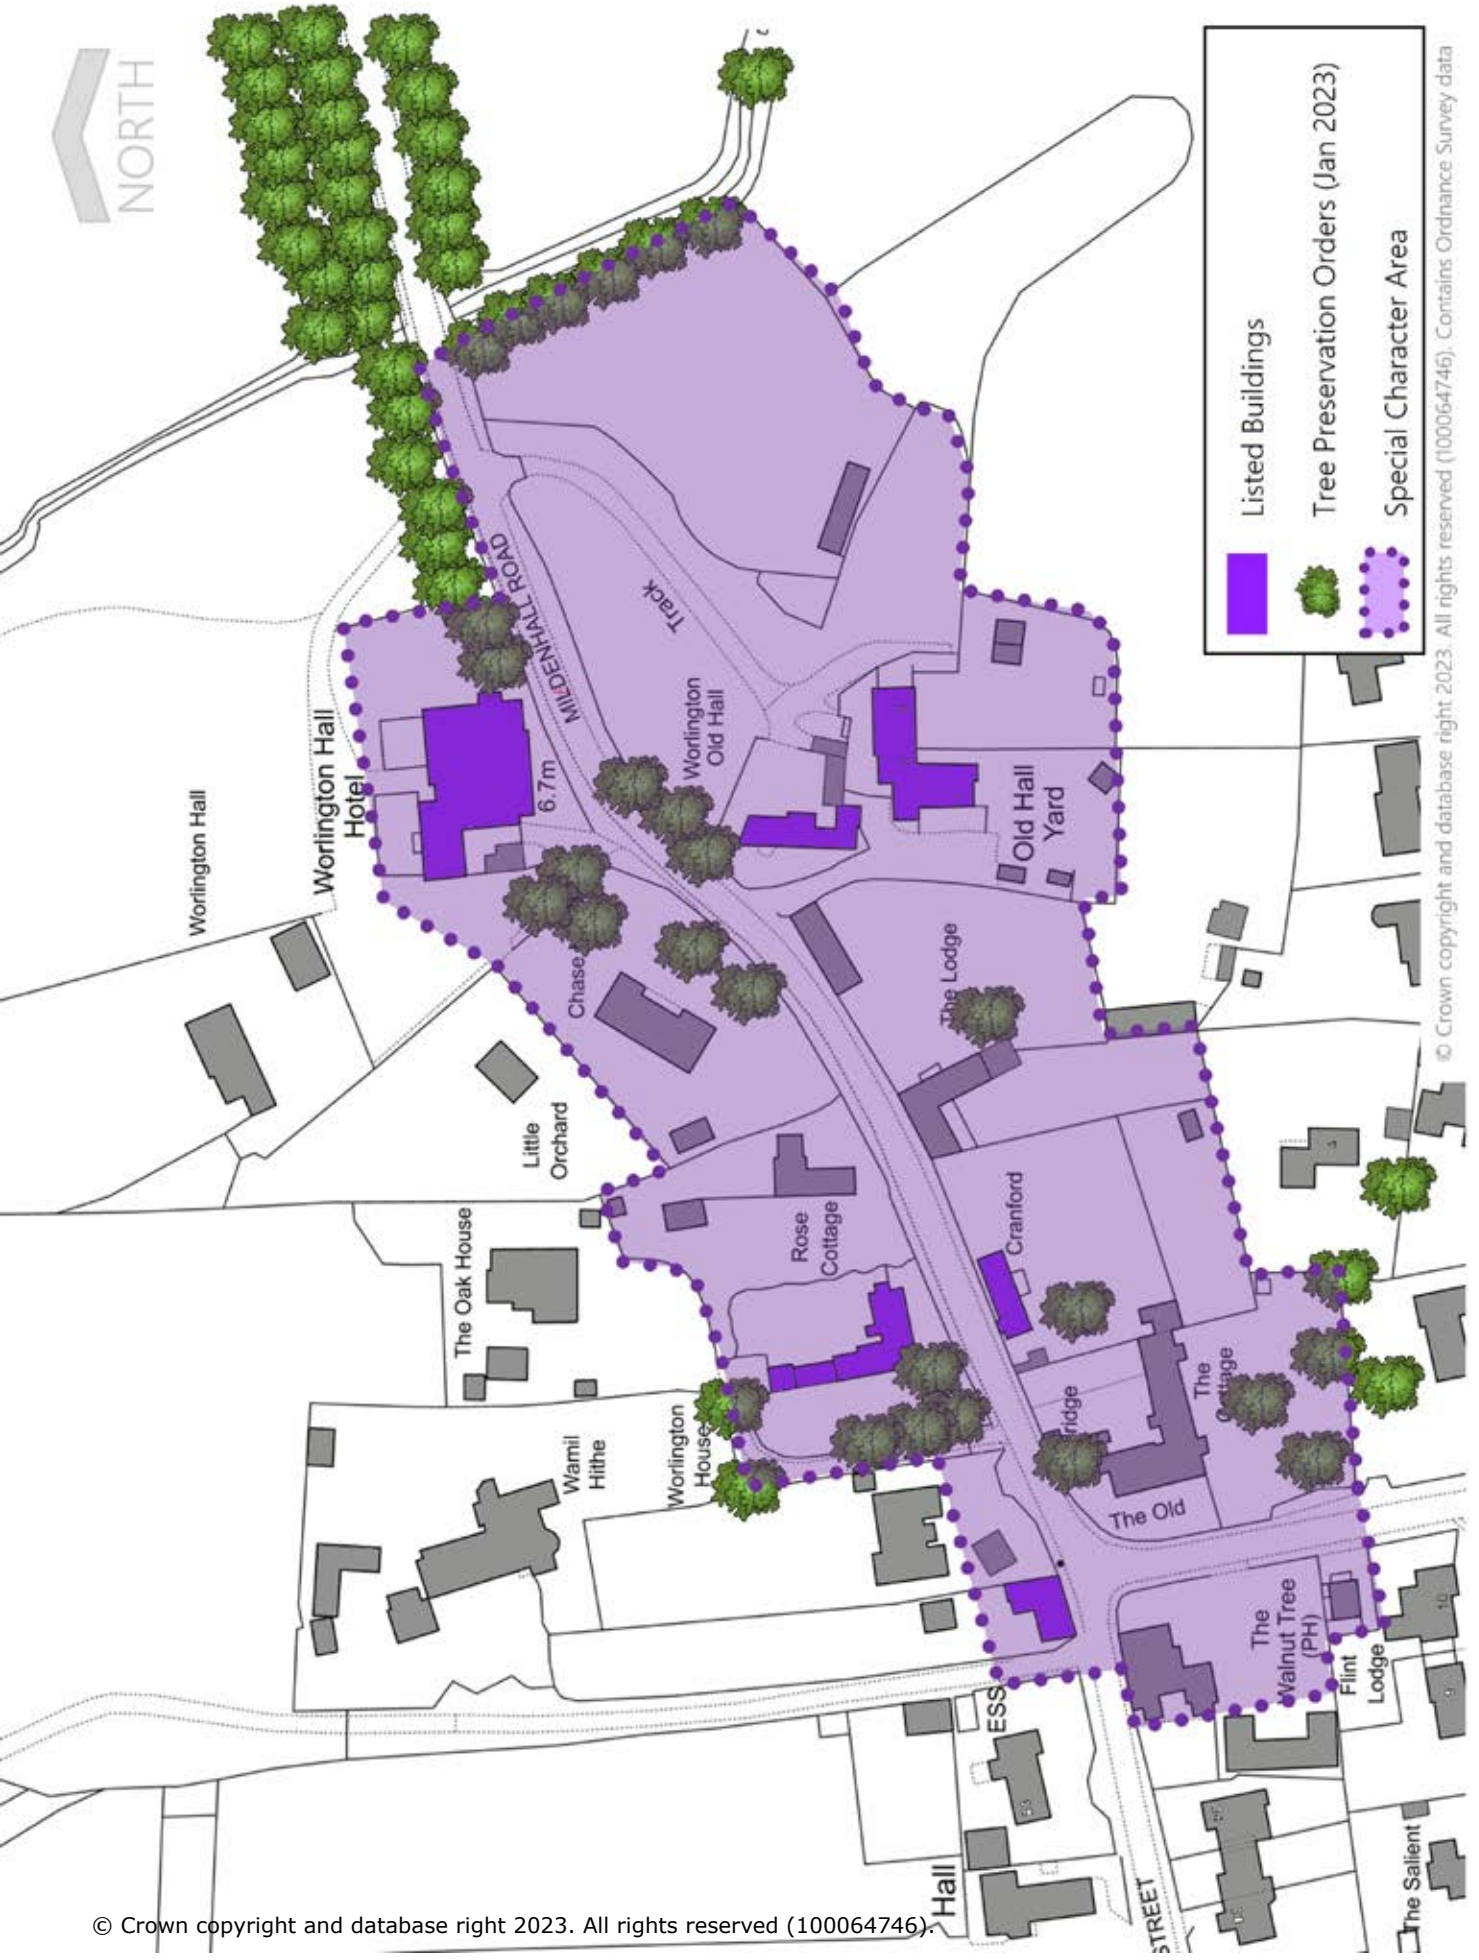 NORTH
Worlington Hall
Worlington Hall
Hotel
MILDENHALL ROAD
6.7m
Track
Worlington
Old Hall
Old Hall
Yard
Chase
The Lodge
Little
Orchard
The Oak House
Rose
Cottage
Cranford
Wamil
Hithe
Worlington
House
ridge
The
Cottage
The Old
The
Walnut Tree
(PH)
Flint
Lodge
ESS
Hall
STREET
The Salient
10
9
Listed Buildings
Tree Preservation Orders (Jan 2023)
Special Character Area
© Crown copyright and database right 2023. All rights reserved (100064746). Contains Ordnance Survey data
© Crown copyright and database right 2023. All rights reserved (100064746).